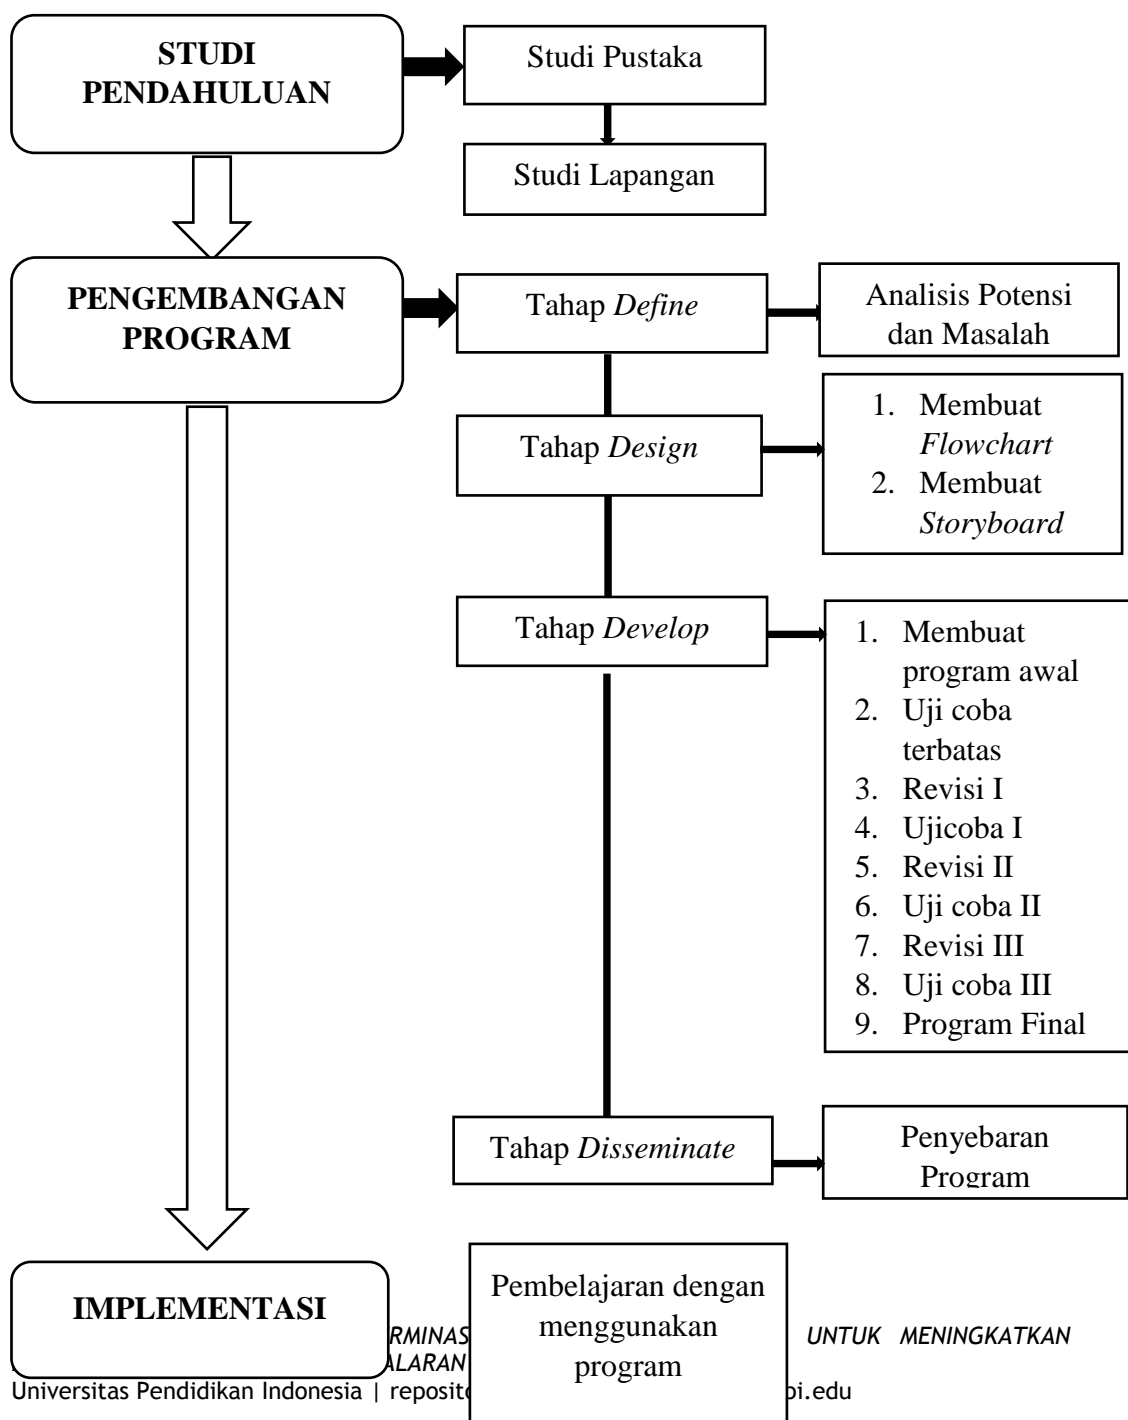 STUDI
PENDAHULUAN
Studi Pustaka
Studi Lapangan
PENGEMBANGAN
PROGRAM
Tahap Define
Analisis Potensi
dan Masalah
Tahap Design
1. Membuat
Flowchart
2. Membuat
Storyboard
Tahap Develop
1. Membuat
program awal
2. Uji coba
terbatas
3. Revisi I
4. Ujicoba I
5. Revisi II
6. Uji coba II
7. Revisi III
8. Uji coba III
9. Program Final
Tahap Disseminate
Penyebaran
Program
IMPLEMENTASI
Pembelajaran dengan
menggunakan
program
UNTUK MENINGKATKAN
Universitas Pendidikan Indonesia |